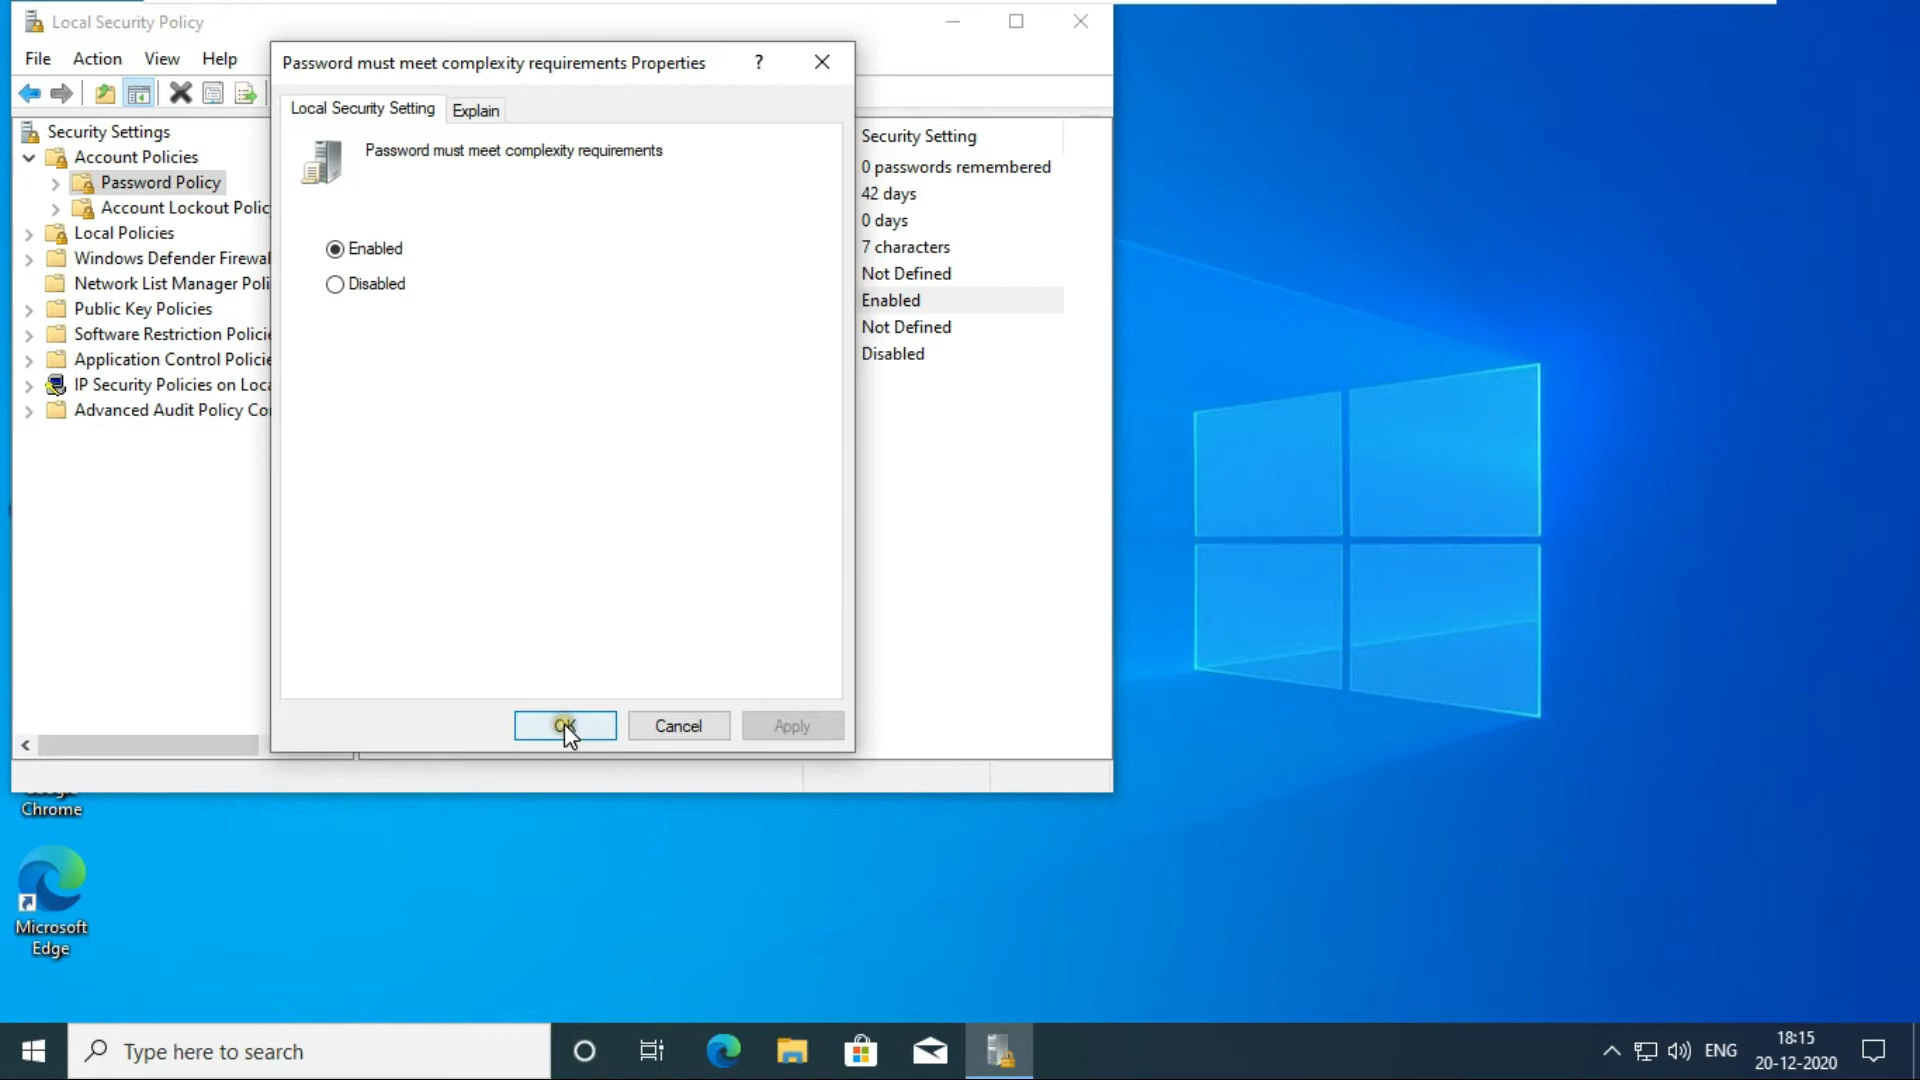 Local Security Policy
File Action View Help
Password must meet complexity requirements Properties
?
Local Security Setting
Explain
Password must meet complexity requirements
Enabled
Disabled
OK
Cancel
Apply
Security Settings
Account Policies
Password Policy
Account Lockout Polic
Local Policies
Windows Defender Firewal
Network List Manager Poli
Public Key Policies
Software Restriction Policie
Application Control Policie
IP Security Policies on Loca
Advanced Audit Policy Co
Security Setting
0 passwords remembered
42 days
0 days
7 characters
Not Defined
Enabled
Not Defined
Disabled
Chrome
Microsoft
Edge
Type here to search
ENG
18:15
20-12-2020